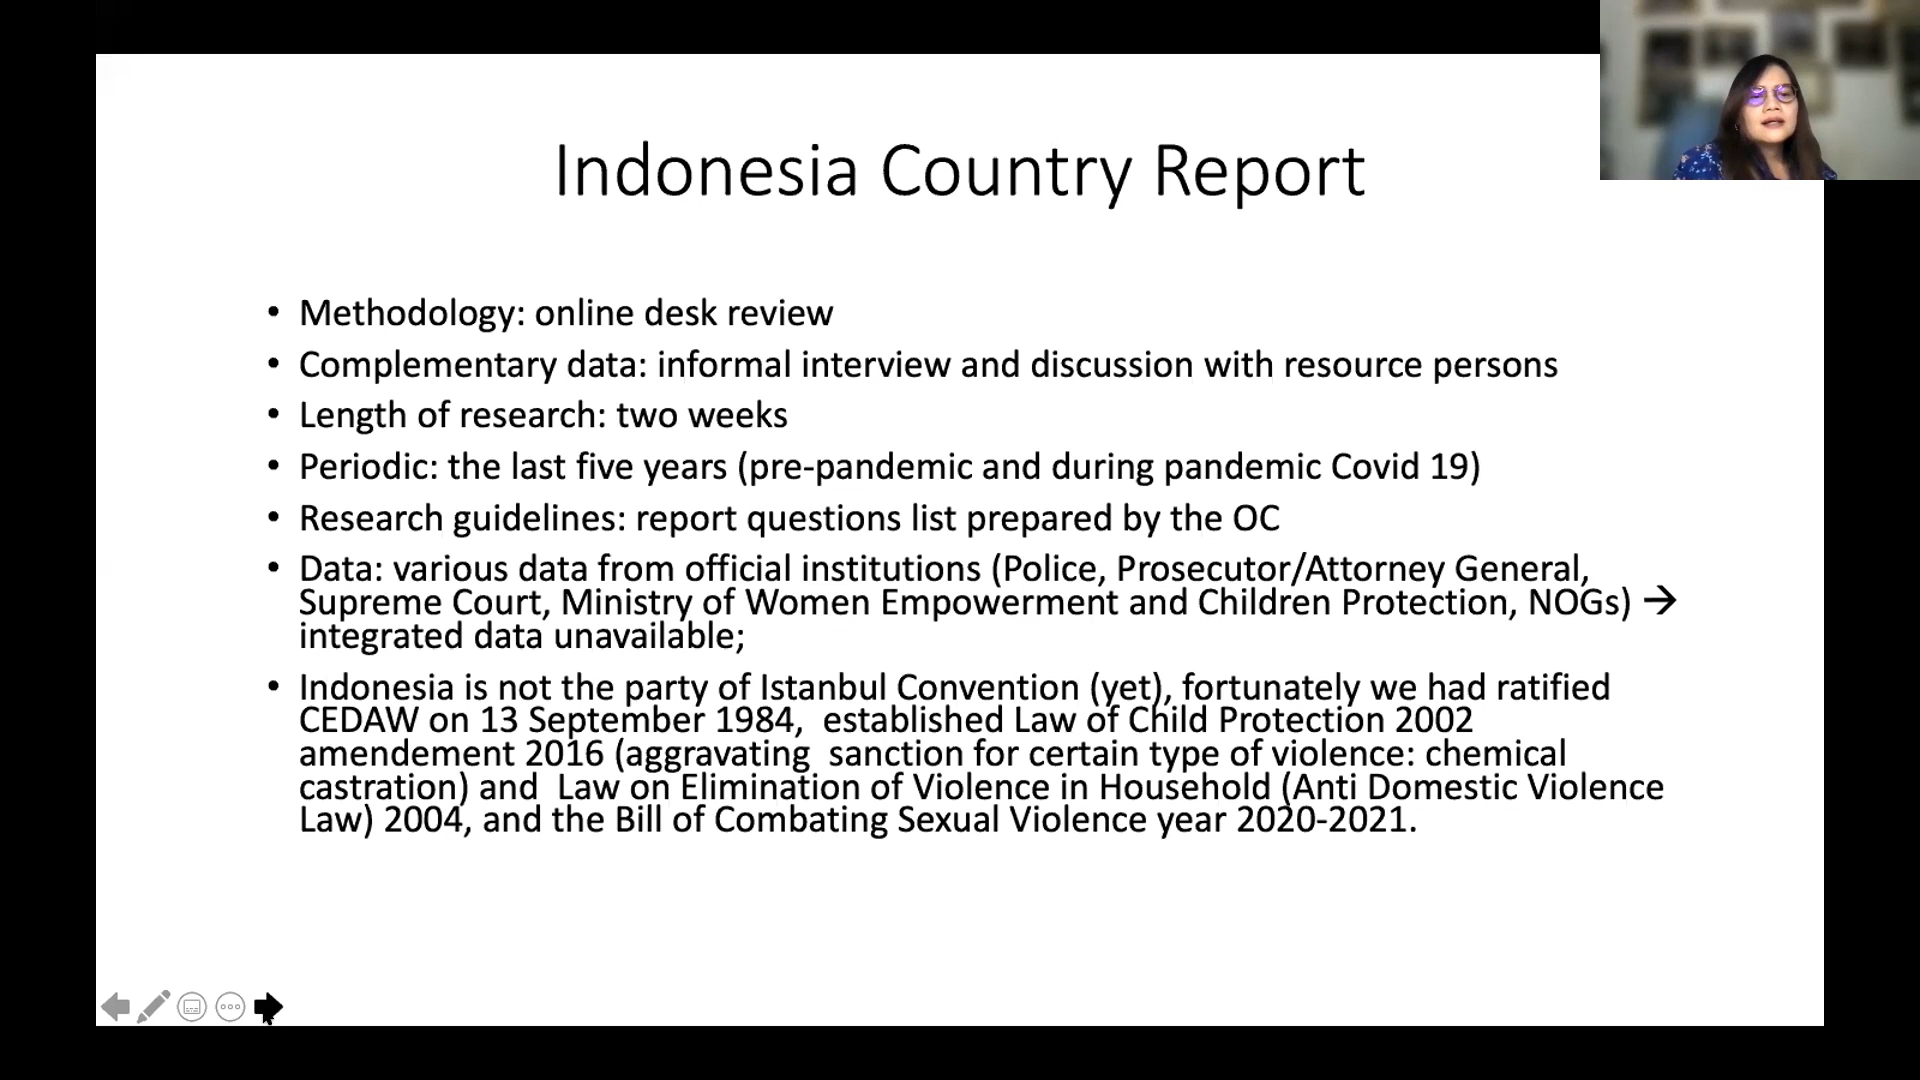 Indonesia Country Report
• Methodology: online desk review
• Complementary data: informal interview and discussion with resource persons
• Length of research: two weeks
• Periodic: the last five years (pre-pandemic and during pandemic Covid 19)
• Research guidelines: report questions list prepared by the OC
• Data: various data from official institutions (Police, Prosecutor/Attorney General,
Supreme Court, Ministry of Women Empowerment and Children Protection, NOGs) →
integrated data unavailable;
• Indonesia is not the party of Istanbul Convention (yet), fortunately we had ratified
CEDAW on 13 September 1984,  established Law of Child Protection 2002
amendement 2016 (aggravating  sanction for certain type of violence: chemical
castration) and  Law on Elimination of Violence in Household (Anti Domestic Violence
Law) 2004, and the Bill of Combating Sexual Violence year 2020-2021.